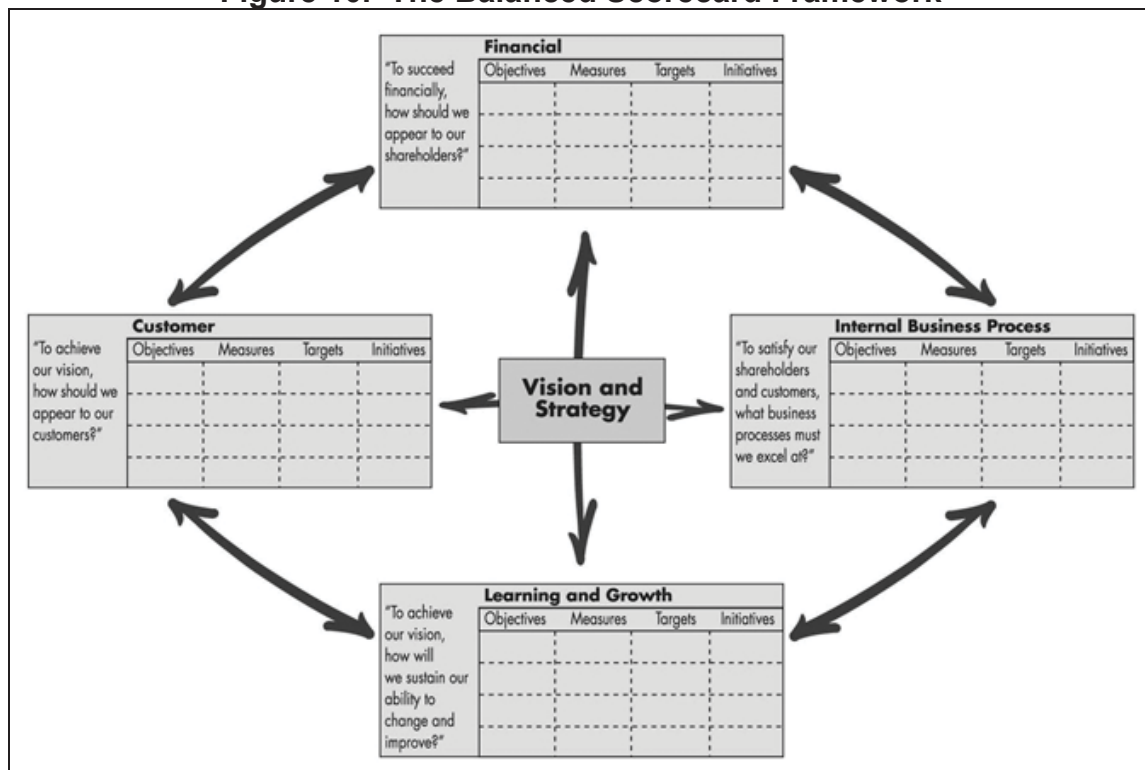 Figure The Balanced Scorecard Framework
Financial
"To succeed
financially,
how should we
appear to our
shareholders?"
Objectives Measures Targets Initiatives
Customer
"To achieve
our vision,
how should we
appear to our
customers?"
Objectives Measures Targets Initiatives
Vision and
Strategy
Internal Business Process
"To satisfy our
shareholders
and customers,
what business
processes must
we excel at?"
Objectives Measures Targets Initiatives
Learning and Growth
"To achieve
our vision,
how will
we sustain our
ability to
change and
improve?"
Objectives Measures Targets Initiatives